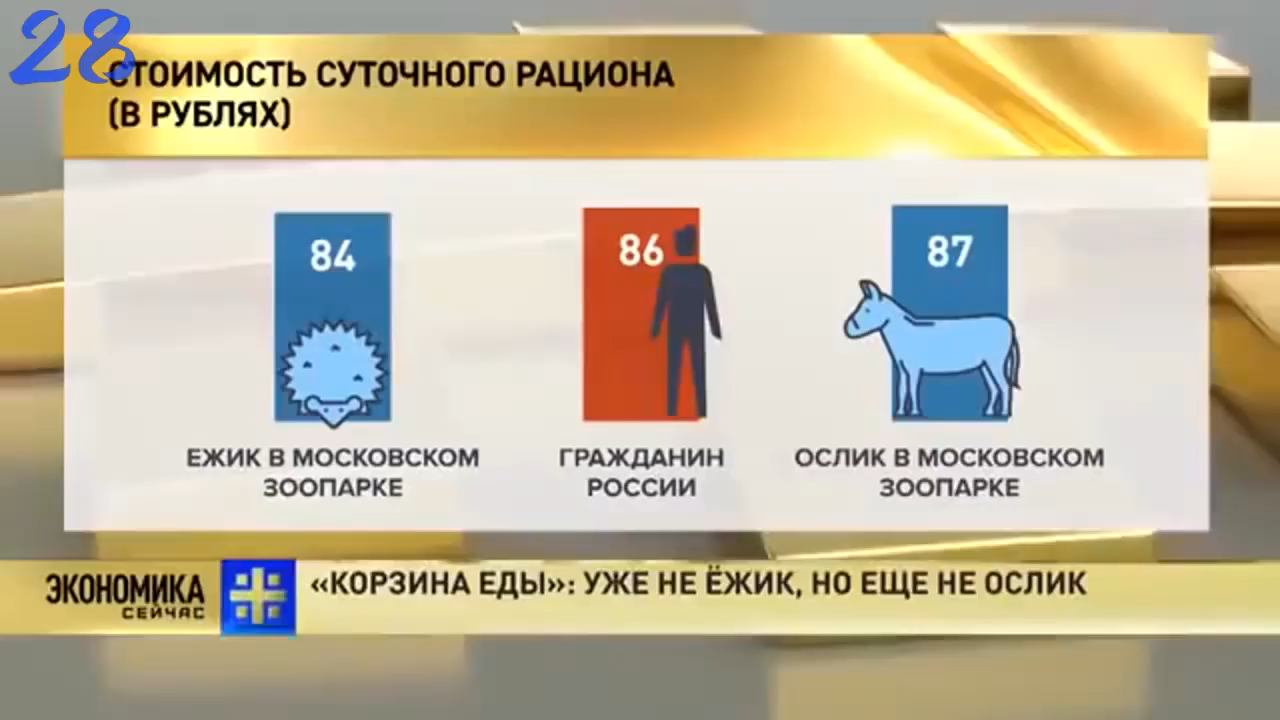 28
СТОИМОСТЬ СУТОЧНОГО РАЦИОНА
(В РУБЛЯХ)
84
86
87
ЕЖИК В МОСКОВСКОМ
ЗООПАРКЕ
ГРАЖДАНИН
РОССИИ
ОСЛИК В МОСКОВСКОМ
ЗООПАРКЕ
ЭКОНОМИКА
СЕЙЧАС
«КОРЗИНА ЕДЫ»: УЖЕ НЕ ЁЖИК, НО ЕЩЕ НЕ ОСЛИК